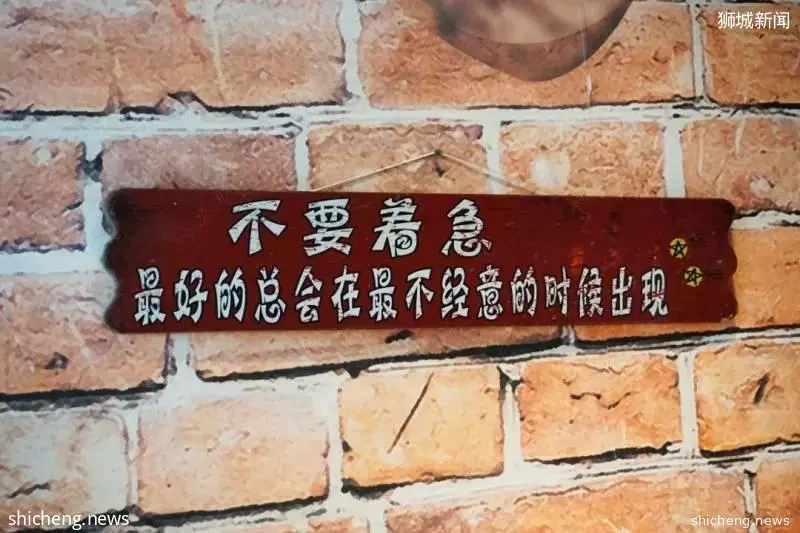 狮城新闻
不要着急
最好的总会在最不经意的时候出现
shicheng.news
shicheng.news